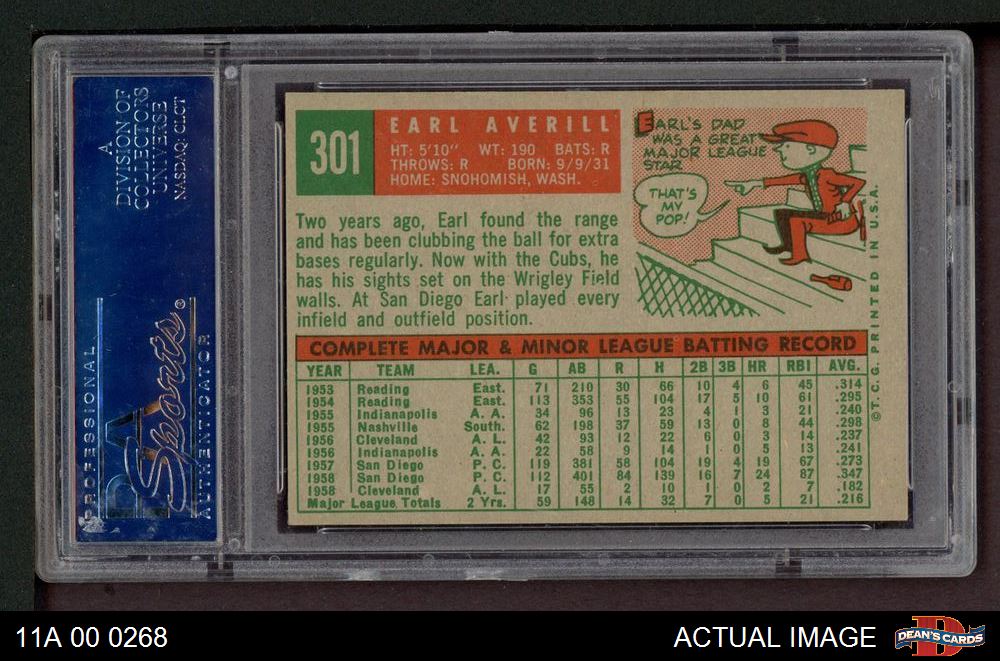 A
DIVISION OF
COLLECTORS
UNIVERSE
NASDAQ: CLCT
PROFESSIONAL
PSA
Sports
AUTHENTICATOR
301
EARL AVERILL
HT: 5'10" WT: 190 BATS: R
THROWS: R BORN: 9/9/31
HOME: SNOHOMISH, WASH.
EARL'S DAD
WAS A GREAT
MAJOR LEAGUE
STAR
THAT'S
MY
POP!
Two years ago, Earl found the range
and has been clubbing the ball for extra
bases regularly. Now with the Cubs, he
has his sights set on the Wrigley Field
walls. At San Diego Earl played every
infield and outfield position.
COMPLETE MAJOR & MINOR LEAGUE BATTING RECORD
YEAR TEAM LEA. G AB R H 2B 3B HR RBI AVG.
1953 Reading East. 71 210 30 66 10 4 6 45 .314
1954 Reading East. 113 353 55 104 17 5 10 61 .295
1955 Indianapolis A. A. 34 96 13 23 4 1 3 21 .240
1955 Nashville South. 62 198 37 59 13 0 8 44 .298
1956 Cleveland A. L. 42 93 12 22 6 0 3 14 .237
1956 Indianapolis A. A. 22 58 9 14 1 0 5 13 .241
1957 San Diego P. C. 119 381 58 104 19 4 19 67 .273
1958 San Diego P. C. 112 401 84 139 16 7 24 87 .347
1958 Cleveland A. L. 17 55 2 10 1 0 2 7 .182
Major League Totals 2 Yrs. 59 148 14 32 7 0 5 21 .216
©T.C.G. PRINTED IN U.S.A.
11A 00 0268
ACTUAL IMAGE
D
DEAN'S CARDS